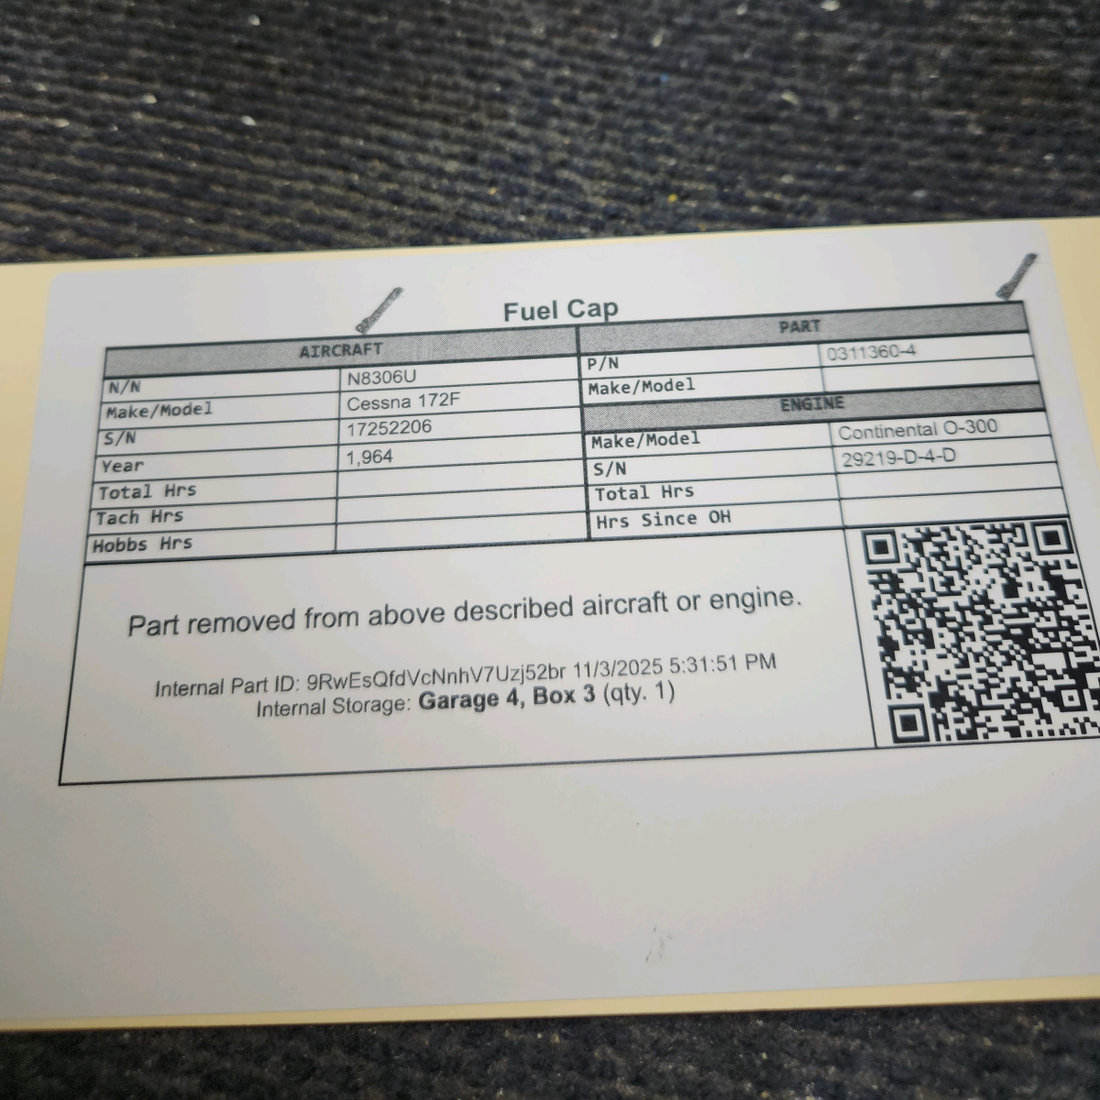 Fuel Cap
AIRCRAFT
N/N N8306U
Make/Model Cessna 172F
S/N 17252206
Year 1,964
Total Hrs
Tach Hrs
Hobbs Hrs
PART
P/N 0311360-4
Make/Model
ENGINE
Make/Model Continental O-300
S/N 29219-D-4-D
Total Hrs
Hrs Since OH
Part removed from above described aircraft or engine.
Internal Part ID: 9RwEsQfdVcNnhV7Uzj52br 11/3/2025 5:31:51 PM
Internal Storage: Garage 4, Box 3 (qty. 1)